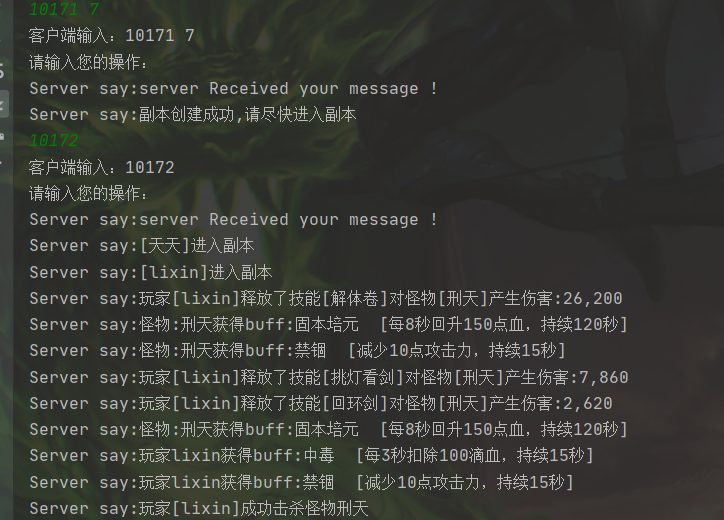 10171 7
客户端输入：10171 7
请输入您的操作：
Server say:server Received your message !
Server say:副本创建成功,请尽快进入副本
10172
客户端输入：10172
请输入您的操作：
Server say:server Received your message !
Server say:[天天]进入副本
Server say:[lixin]进入副本
Server say:玩家[lixin]释放了技能[解体卷]对怪物[刑天]产生伤害:26,200
Server say:怪物:刑天获得buff:固本培元  [每8秒回升150点血，持续120秒]
Server say:怪物:刑天获得buff:禁锢  [减少10点攻击力，持续15秒]
Server say:玩家[lixin]释放了技能[挑灯看剑]对怪物[刑天]产生伤害:7,860
Server say:玩家[lixin]释放了技能[回环剑]对怪物[刑天]产生伤害:2,620
Server say:怪物:刑天获得buff:固本培元  [每8秒回升150点血，持续120秒]
Server say:玩家lixin获得buff:中毒  [每3秒扣除100滴血，持续15秒]
Server say:玩家lixin获得buff:禁锢  [减少10点攻击力，持续15秒]
Server say:玩家[lixin]成功击杀怪物刑天